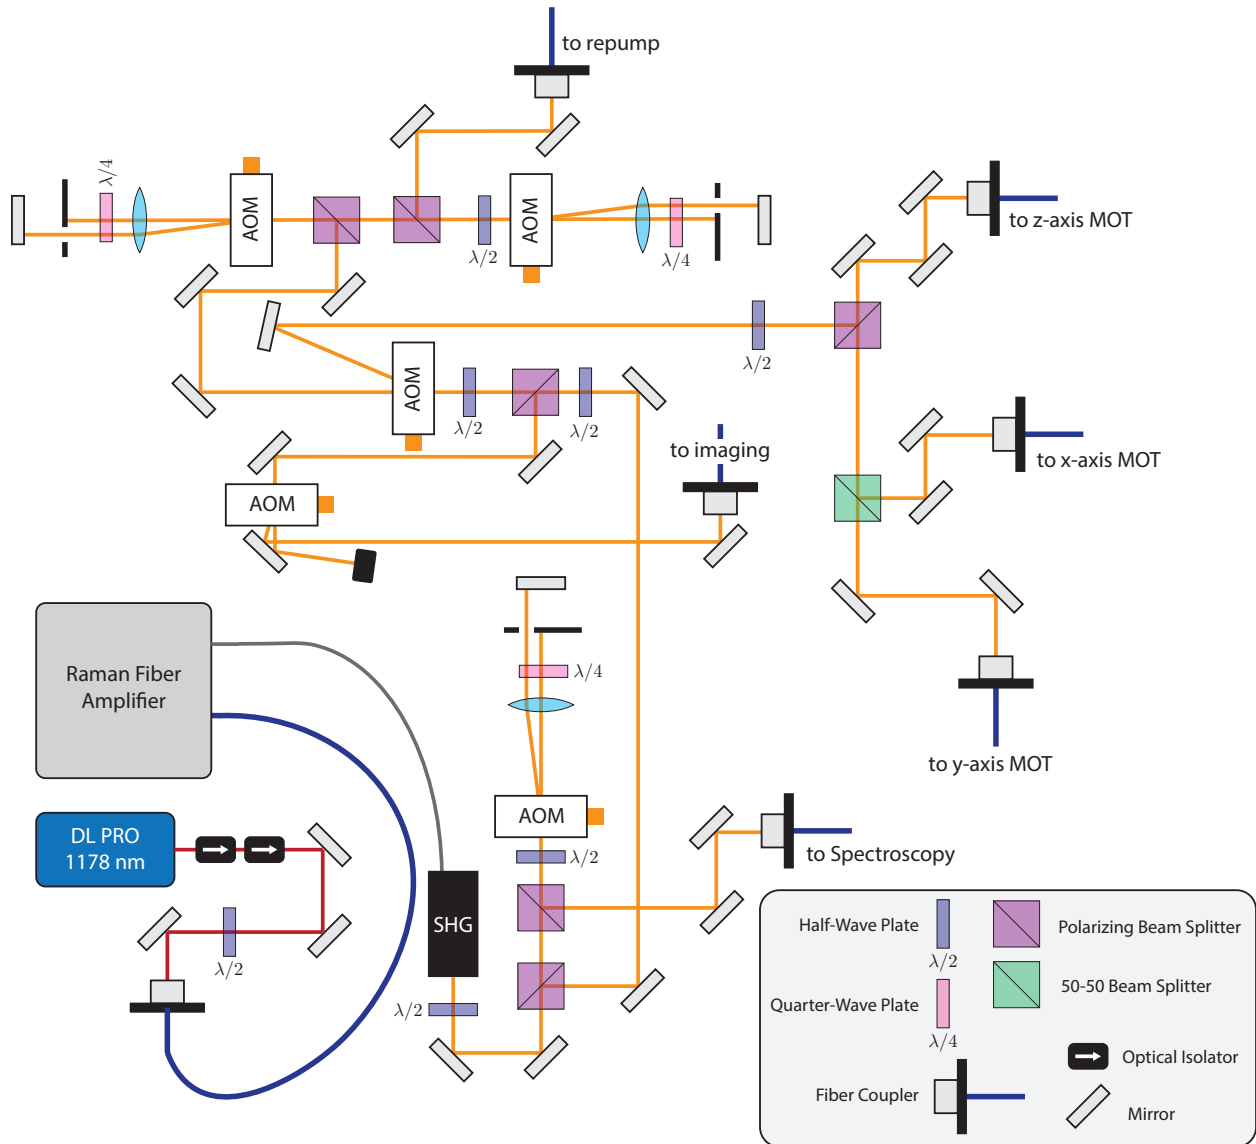 to repump
λ/4
AOM
AOM
λ/2
λ/4
to z-axis MOT
λ/2
AOM
λ/2
λ/2
to imaging
to x-axis MOT
AOM
Raman Fiber
Amplifier
λ/4
to y-axis MOT
AOM
DL PRO
1178 nm
λ/2
to Spectroscopy
SHG
λ/2
λ/2
Half-Wave Plate
λ/2
Polarizing Beam Splitter
Quarter-Wave Plate
λ/4
50-50 Beam Splitter
Optical Isolator
Fiber Coupler
Mirror